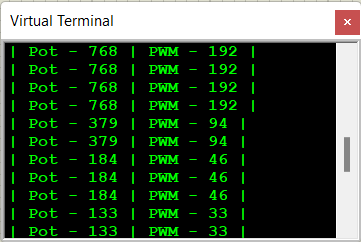 Virtual Terminal
| Pot - 768 | PWM - 192 |
| Pot - 768 | PWM - 192 |
| Pot - 768 | PWM - 192 |
| Pot - 768 | PWM - 192 |
| Pot - 379 | PWM - 94 |
| Pot - 379 | PWM - 94 |
| Pot - 184 | PWM - 46 |
| Pot - 184 | PWM - 46 |
| Pot - 184 | PWM - 46 |
| Pot - 133 | PWM - 33 |
| Pot - 133 | PWM - 33 |